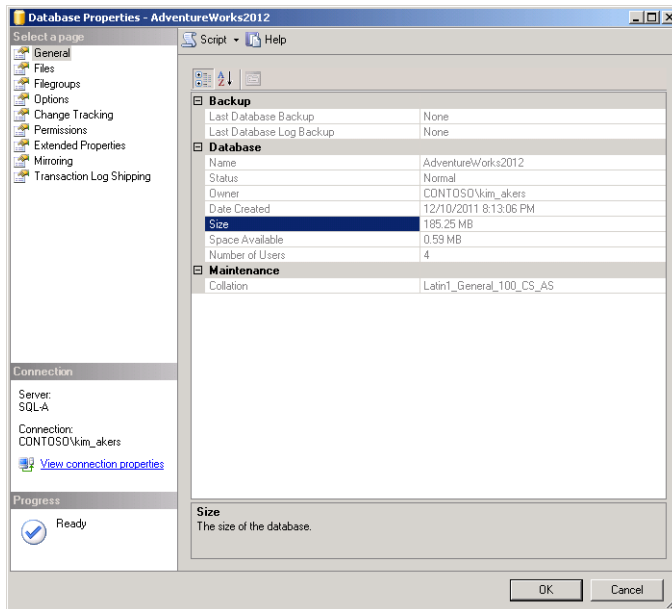 Database Properties - AdventureWorks2012
Select a page
General
Files
Filegroups
Options
Change Tracking
Permissions
Extended Properties
Mirroring
Transaction Log Shipping
Script Help
Backup
Last Database Backup None
Last Database Log Backup None
Database
Name AdventureWorks2012
Status Normal
Owner CONTOSO\kim_akers
Date Created 12/10/2011 8:13:06 PM
Size 185.25 MB
Space Available 0.59 MB
Number of Users 4
Maintenance
Collation Latin1_General_100_CS_AS
Connection
Server:
SQL-A
Connection:
CONTOSO\kim_akers
View connection properties
Progress
Ready
Size
The size of the database.
OK Cancel